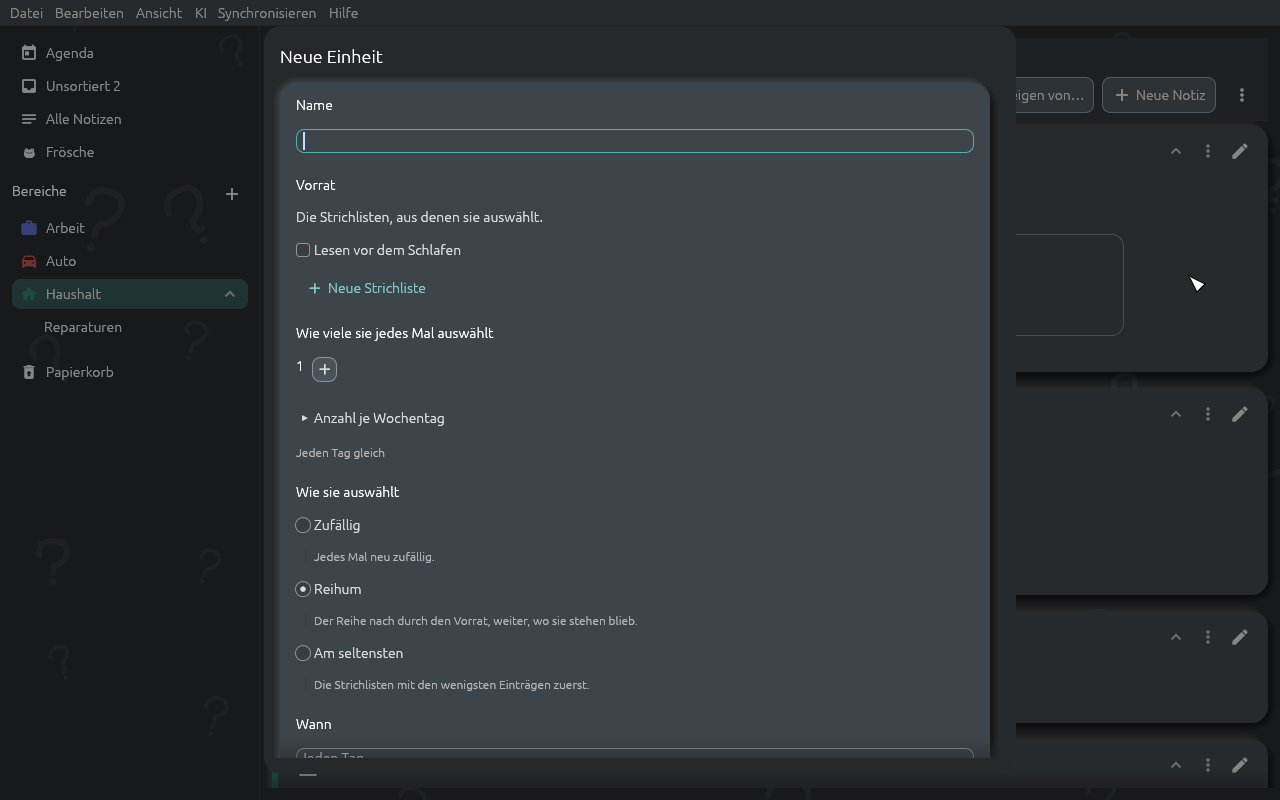 Datei Bearbeiten Ansicht KI Synchronisieren Hilfe
Agenda
Unsortiert 2
Alle Notizen
Frösche
Bereiche
Arbeit
Auto
Haushalt
Reparaturen
Papierkorb
Neue Einheit
Name
Vorrat
Die Strichlisten, aus denen sie auswählt.
Lesen vor dem Schlafen
+ Neue Strichliste
Wie viele sie jedes Mal auswählt
1 +
Anzahl je Wochentag
Jeden Tag gleich
Wie sie auswählt
Zufällig
Jedes Mal neu zufällig.
Reihum
Der Reihe nach durch den Vorrat, weiter, wo sie stehen blieb.
Am seltensten
Die Strichlisten mit den wenigsten Einträgen zuerst.
Wann
Jeden Tag
eigen von…
+ Neue Notiz